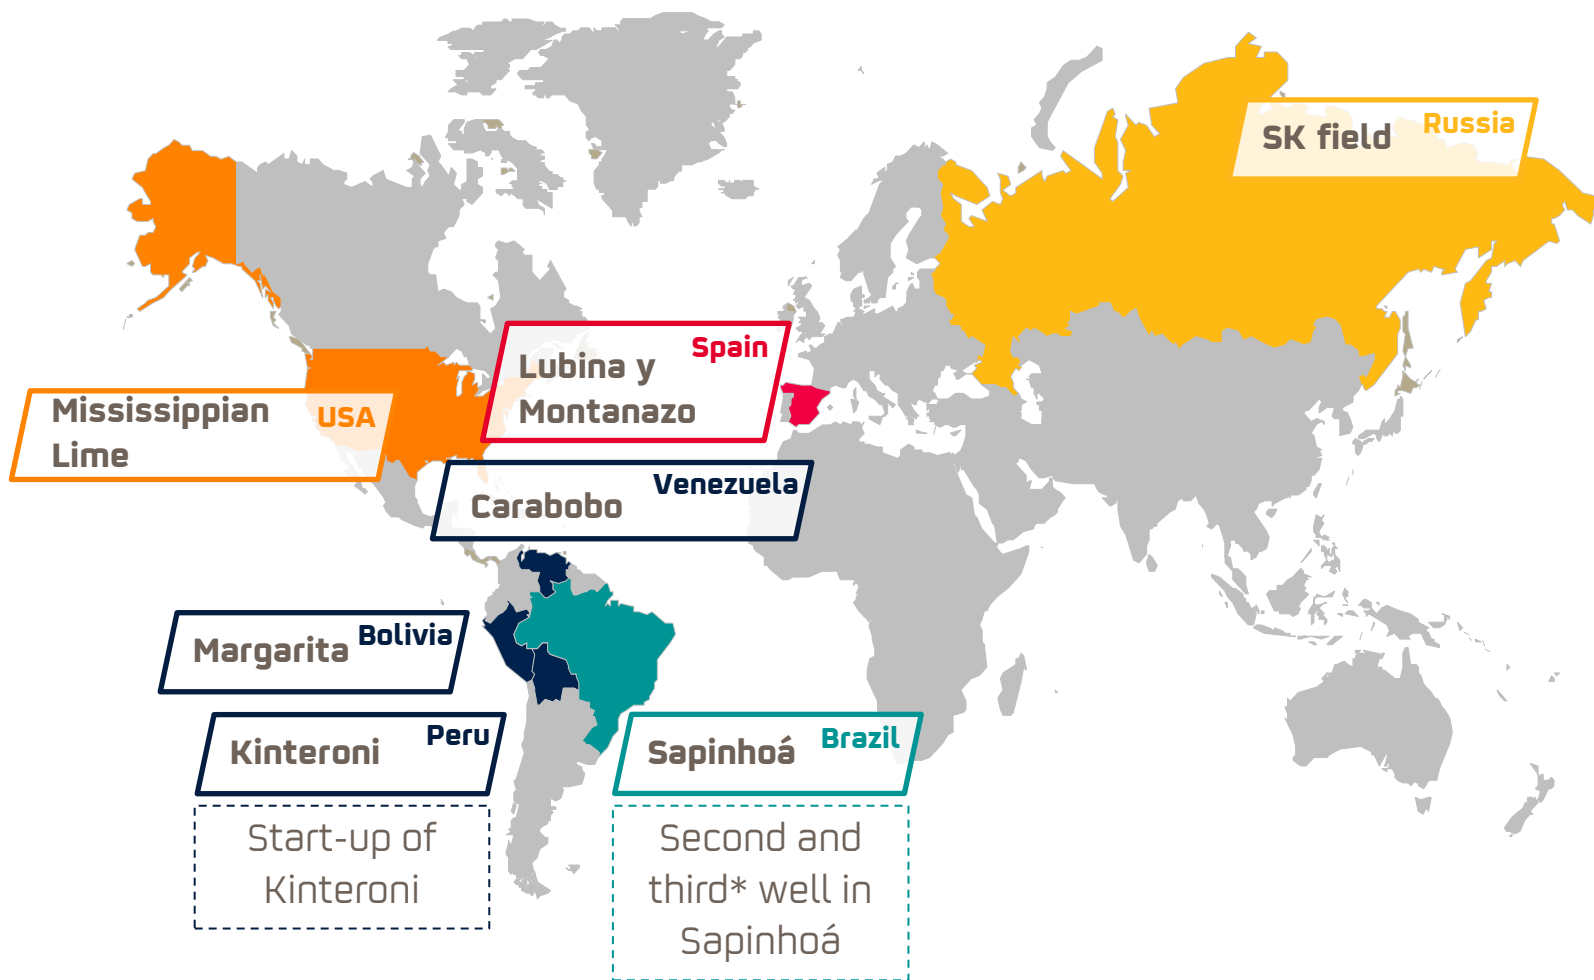 SK field
Russia
Spain
Lubina y
Montanazo
Mississippian
Lime
USA
Venezuela
Carabobo
Bolivia
Margarita
Peru
Kinteroni
Brazil
Sapinhoá
Start-up of
Kinteroni
Second and
third* well in
Sapinhoá